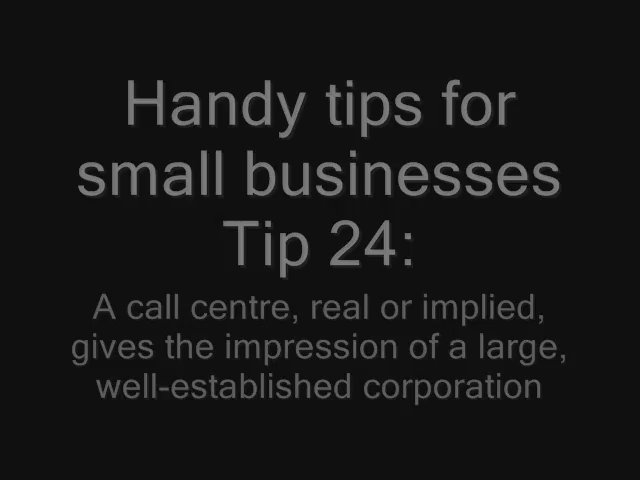 Handy tips for
small businesses
Tip 24:
A call centre, real or implied,
gives the impression of a large,
well-established corporation